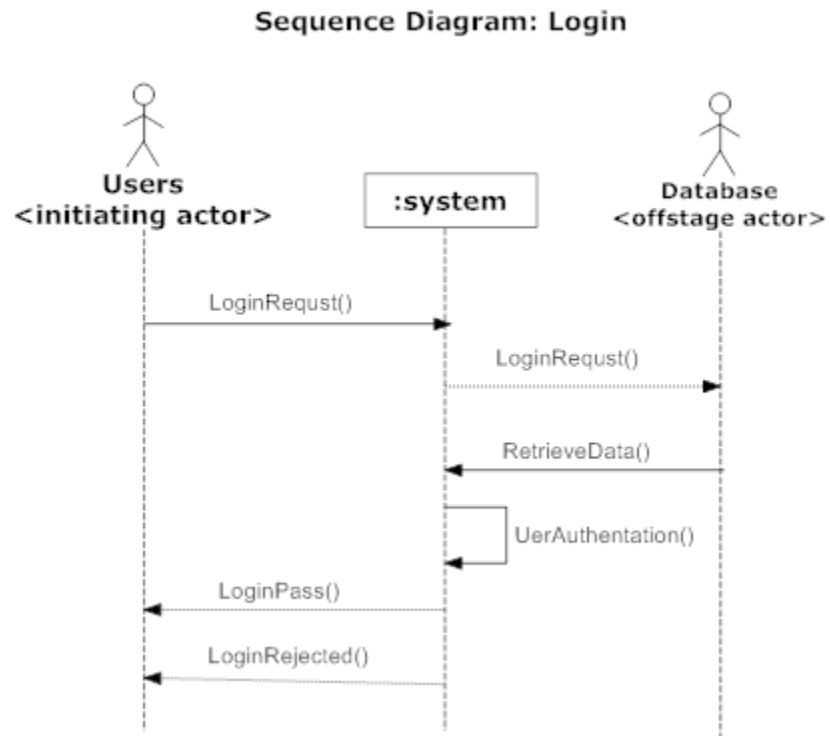 Sequence Diagram: Login
Users
<initiating actor>
:system
Database
<offstage actor>
LoginRequst()
LoginRequst()
RetrieveData()
UerAuthentation()
LoginPass()
LoginRejected()